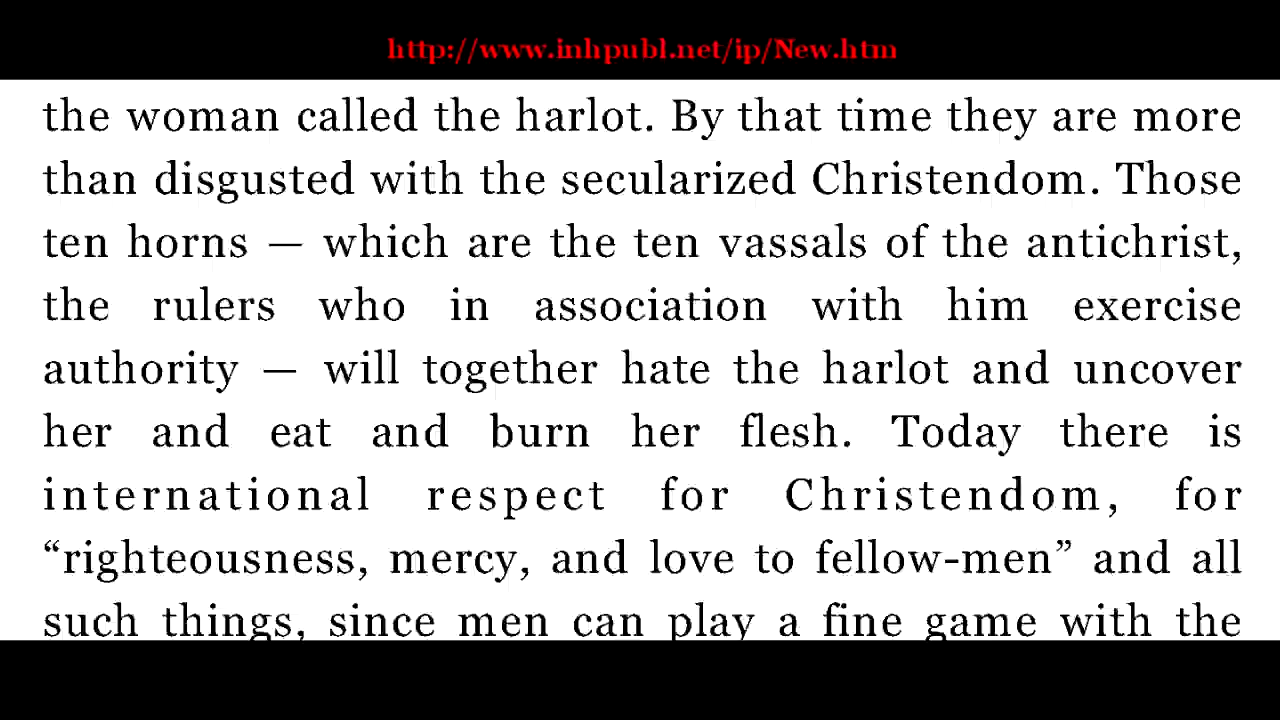 http://www.inhpubl.net/ip/New.htm
the woman called the harlot. By that time they are more
than disgusted with the secularized Christendom. Those
ten horns — which are the ten vassals of the antichrist,
the rulers who in association with him exercise
authority — will together hate the harlot and uncover
her and eat and burn her flesh. Today there is
international respect for Christendom, for
“righteousness, mercy, and love to fellow-men” and all
such things, since men can play a fine game with the